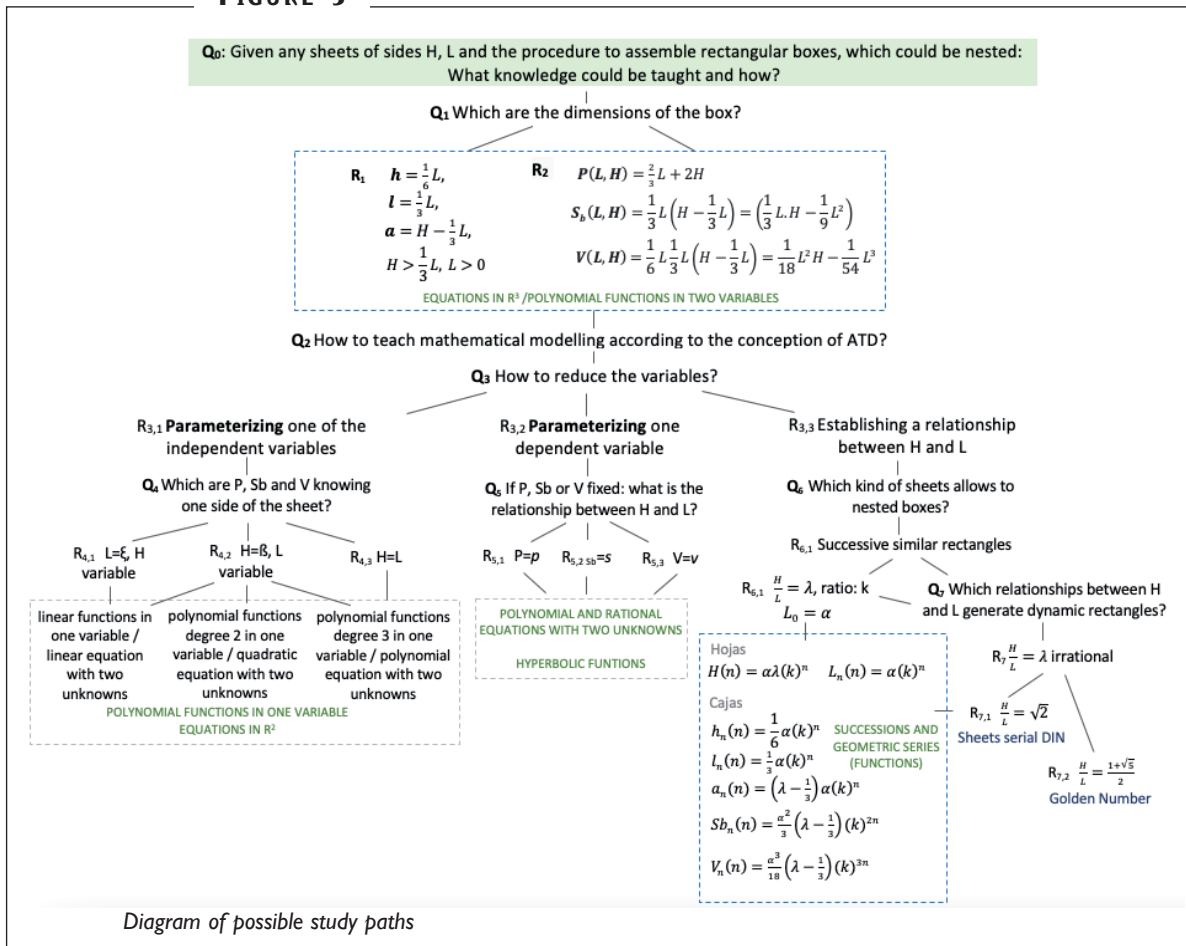 FIGURE 3
Q₀: Given any sheets of sides H, L and the procedure to assemble rectangular boxes, which could be nested:
What knowledge could be taught and how?
Q₁ Which are the dimensions of the box?
R₁ h = 1/6 L,
l = 1/3 L,
a = H − 1/3 L,
H > 1/3 L, L > 0
R₂ P(L, H) = 2/3 L + 2H
S_b(L, H) = 1/3 L(H − 1/3 L) = (1/3 L.H − 1/9 L²)
V(L, H) = 1/6 L 1/3 L(H − 1/3 L) = 1/18 L²H − 1/54 L³
EQUATIONS IN R³ /POLYNOMIAL FUNCTIONS IN TWO VARIABLES
Q₂ How to teach mathematical modelling according to the conception of ATD?
Q₃ How to reduce the variables?
R₃,₁ Parameterizing one of the
independent variables
Q₄ Which are P, Sb and V knowing
one side of the sheet?
R₄,₁ L=ξ, H
variable
R₄,₂ H=ß, L
variable
R₄,₃ H=L
linear functions in
one variable /
linear equation
with two
unknowns
polynomial functions
degree 2 in one
variable / quadratic
equation with two
unknowns
polynomial functions
degree 3 in one
variable / polynomial
equation with two
unknowns
POLYNOMIAL FUNCTIONS IN ONE VARIABLE
EQUATIONS IN R²
R₃,₂ Parameterizing one
dependent variable
Q₅ If P, Sb or V fixed: what is the
relationship between H and L?
R₅,₁ P=p
R₅,₂ Sb=s
R₅,₃ V=v
POLYNOMIAL AND RATIONAL
EQUATIONS WITH TWO UNKNOWNS
HYPERBOLIC FUNTIONS
R₃,₃ Establishing a relationship
between H and L
Q₆ Which kind of sheets allows to
nested boxes?
R₆,₁ Successive similar rectangles
R₆,₁ H/L = λ, ratio: k
L₀ = α
Hojas
H(n) = αλ(k)ⁿ Lₙ(n) = α(k)ⁿ
Cajas
hₙ(n) = 1/6 α(k)ⁿ
lₙ(n) = 1/3 α(k)ⁿ
aₙ(n) = (λ − 1/3) α(k)ⁿ
Sbₙ(n) = α²/3 (λ − 1/3) (k)²ⁿ
Vₙ(n) = α³/18 (λ − 1/3) (k)³ⁿ
SUCCESSIONS AND
GEOMETRIC SERIES
(FUNCTIONS)
Q₇ Which relationships between H
and L generate dynamic rectangles?
R₇ H/L = λ irrational
R₇,₁ H/L = √2
Sheets serial DIN
R₇,₂ H/L = (1+√5)/2
Golden Number
Diagram of possible study paths